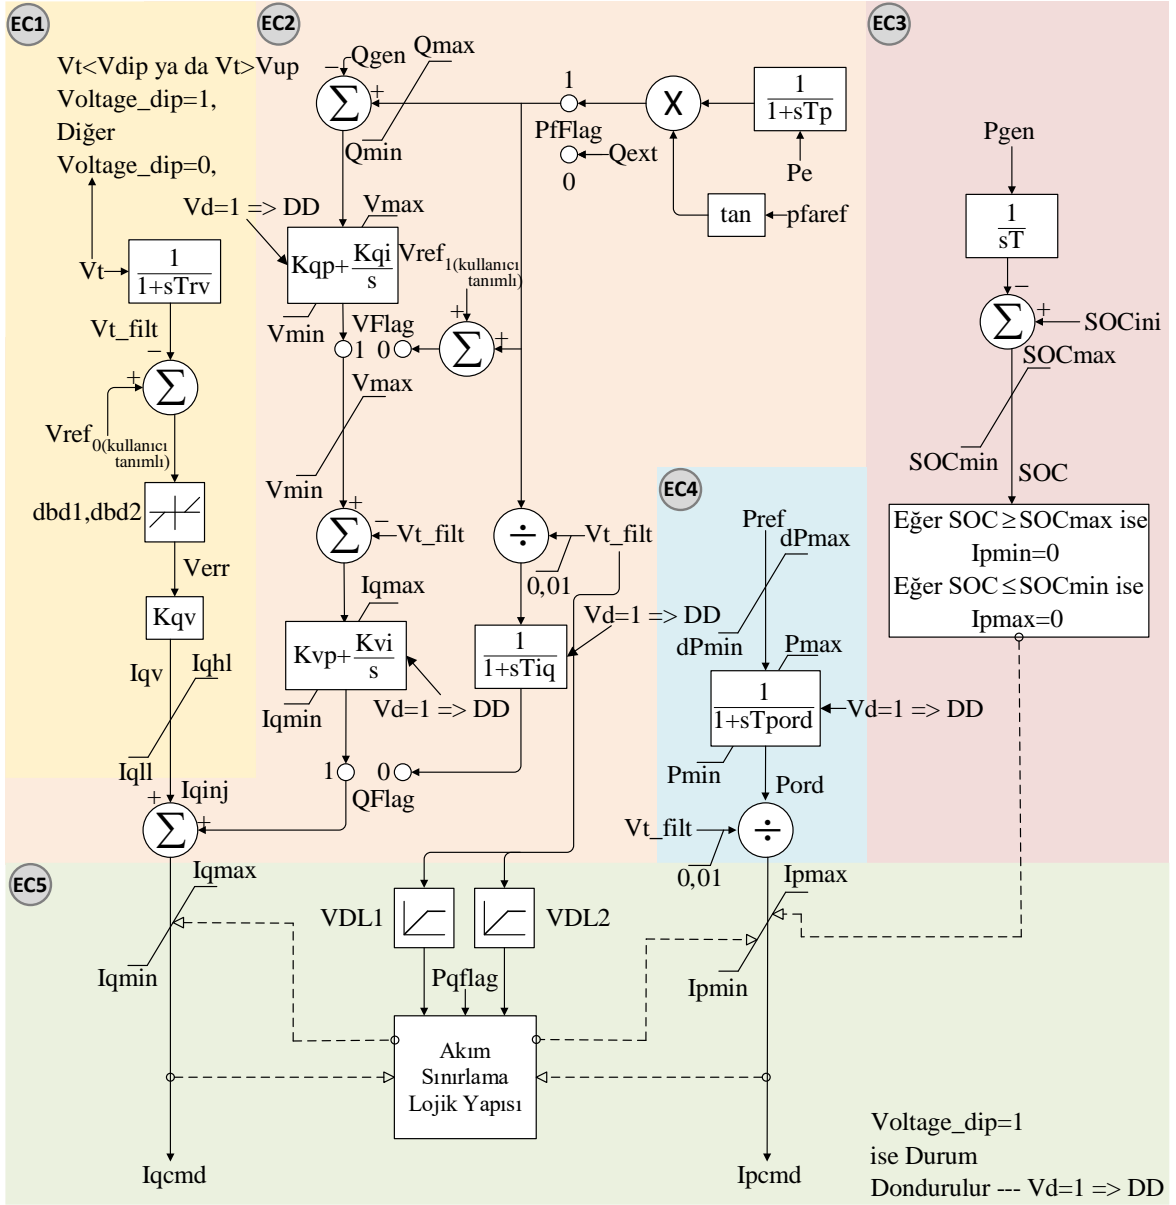 EC1
Vt<Vdip ya da Vt>Vup
Voltage_dip=1,
Diğer
Voltage_dip=0,
Vt
1
1+sTrv
Vt_filt
−
+
Σ
Vref0(kullanıcı
tanımlı)
dbd1,dbd2
Verr
Kqv
Iqv
Iqhl
Iqll
Iqinj
+
+
Σ
EC2
Qgen
Qmax
−
+
Σ
Qmin
1
PfFlag
0
Qext
X
1
1+sTp
Pe
tan
pfaref
Vd=1 => DD
Vmax
Kqp+Kqi
s
Vmin
Vref1(kullanıcı
tanımlı)
+
+
Σ
VFlag
1
0
Vmax
Vmin
+
−
Σ
Vt_filt
÷
Vt_filt
0,01
Iqmax
Kvp+Kvi
s
Iqmin
Vd=1 => DD
1
1+sTiq
Vd=1 => DD
1
0
QFlag
EC3
Pgen
1
sT
−
+
Σ
SOCini
SOCmax
SOCmin
SOC
Eğer SOC≥SOCmax ise
Ipmin=0
Eğer SOC≤SOCmin ise
Ipmax=0
EC4
Pref
dPmax
dPmin
Pmax
1
1+sTpord
Pmin
Vd=1 => DD
Pord
Vt_filt
÷
0,01
EC5
Iqmax
Iqmin
VDL1
VDL2
Pqflag
Akım
Sınırlama
Lojik Yapısı
Ipmax
Ipmin
Iqcmd
Ipcmd
Voltage_dip=1
ise Durum
Dondurulur --- Vd=1 => DD